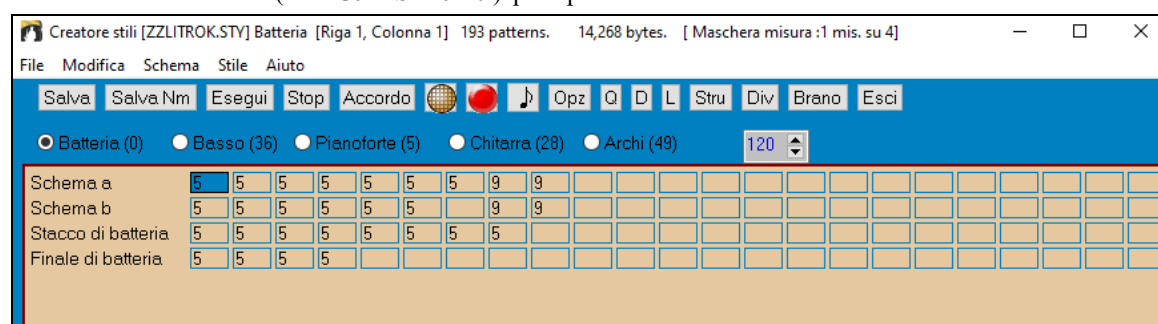 Creatore stili [ZZLITROK.STY] Batteria [Riga 1, Colonna 1] 193 patterns. 14,268 bytes. [ Maschera misura :1 mis. su 4]
File Modifica Schema Stile Aiuto
Salva Salva Nm Esegui Stop Accordo Opz Q D L Stru Div Brano Esci
Batteria (0) Basso (36) Pianoforte (5) Chitarra (28) Archi (49) 120
Schema a 5 5 5 5 5 5 5 9 9
Schema b 5 5 5 5 5 5 9 9
Stacco di batteria 5 5 5 5 5 5 5 5
Finale di batteria 5 5 5 5